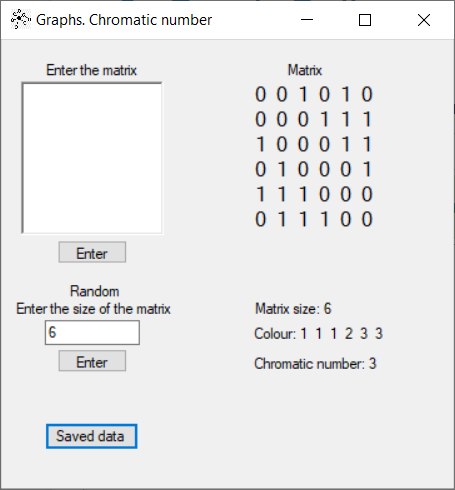 Graphs. Chromatic number
Enter the matrix
Enter
Random
Enter the size of the matrix
6
Enter
Saved data
Matrix
0 0 1 0 1 0
0 0 0 1 1 1
1 0 0 0 1 1
0 1 0 0 0 1
1 1 1 0 0 0
0 1 1 1 0 0
Matrix size: 6
Colour: 1 1 1 2 3 3
Chromatic number: 3